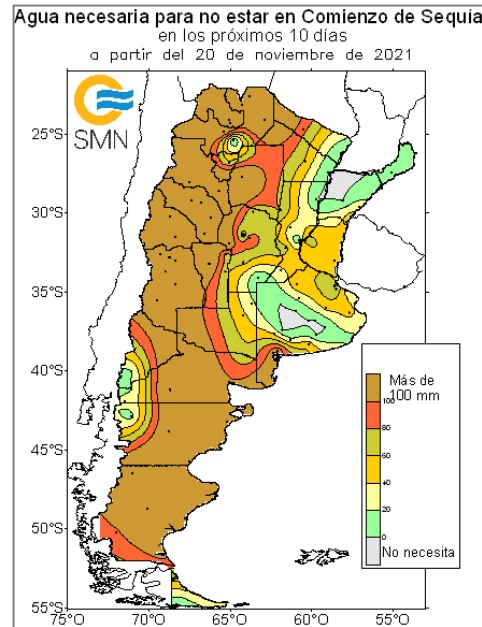 Agua necesaria para no estar en Comienzo de Sequía
en los próximos 10 días
a partir del 20 de noviembre de 2021
SMN
25°S
30°S
35°S
40°S
45°S
50°S
55°S
75°O
70°O
65°O
60°O
55°O
Más de
100 mm
100
80
60
40
20
0
No necesita